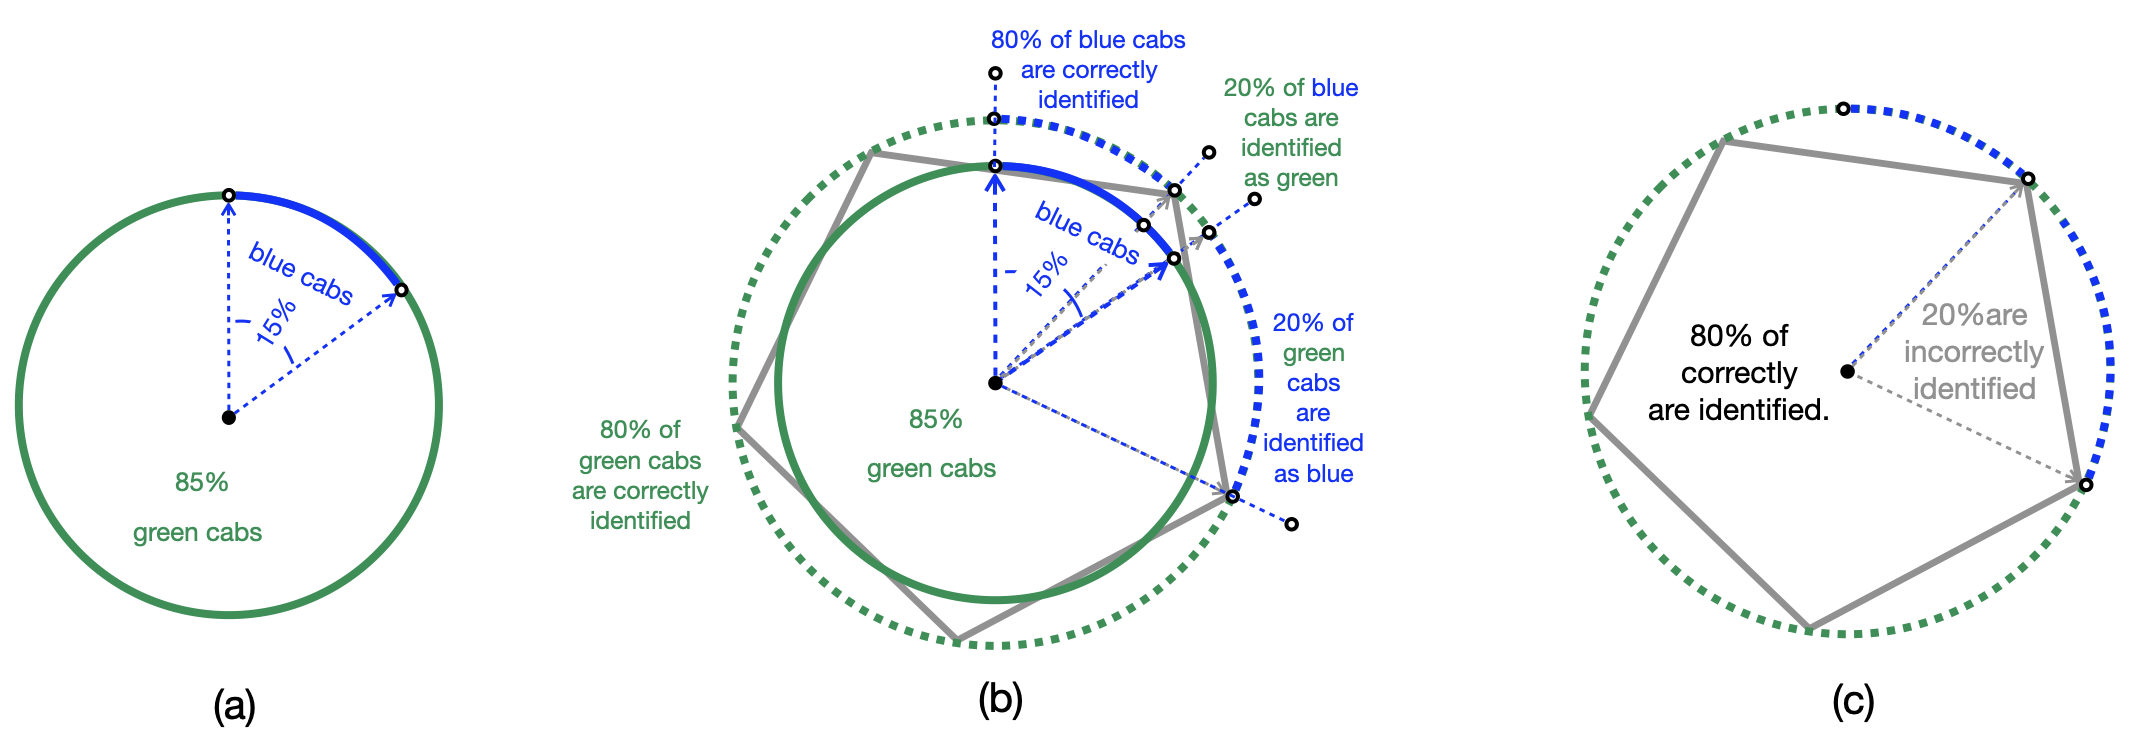 blue cabs
15%
85%
green cabs
(a)
80% of blue cabs
are correctly
identified
20% of blue
cabs are
identified
as green
blue cabs
15%
20% of
green
cabs
are
identified
as blue
80% of
green cabs
are correctly
identified
85%
green cabs
(b)
80% of
correctly
are identified.
20%are
incorrectly
identified
(c)